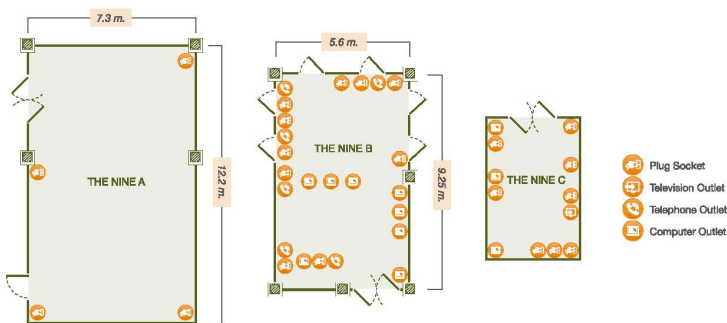 7.3 m.
5.6 m.
THE NINE A
12.2 m.
THE NINE B
9.25 m.
THE NINE C
Plug Socket
Television Outlet
Telephone Outlet
Computer Outlet